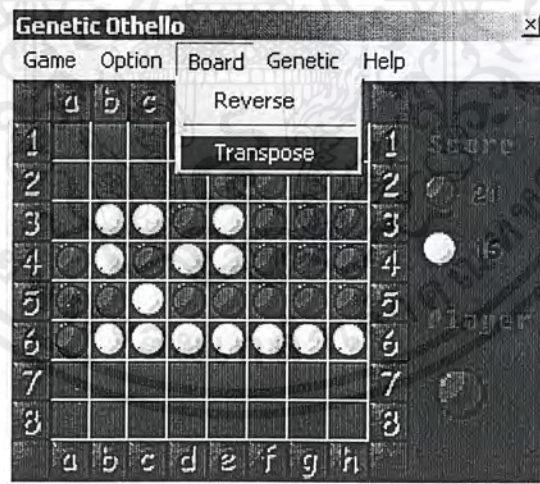 Genetic Othello
Game Option Board Genetic Help
Reverse
Transpose
a b c
1 1 Score
2 2 21
3 3
4 4 15
5 5
Player
6 6
7 7
8 8
a b c d e f g h